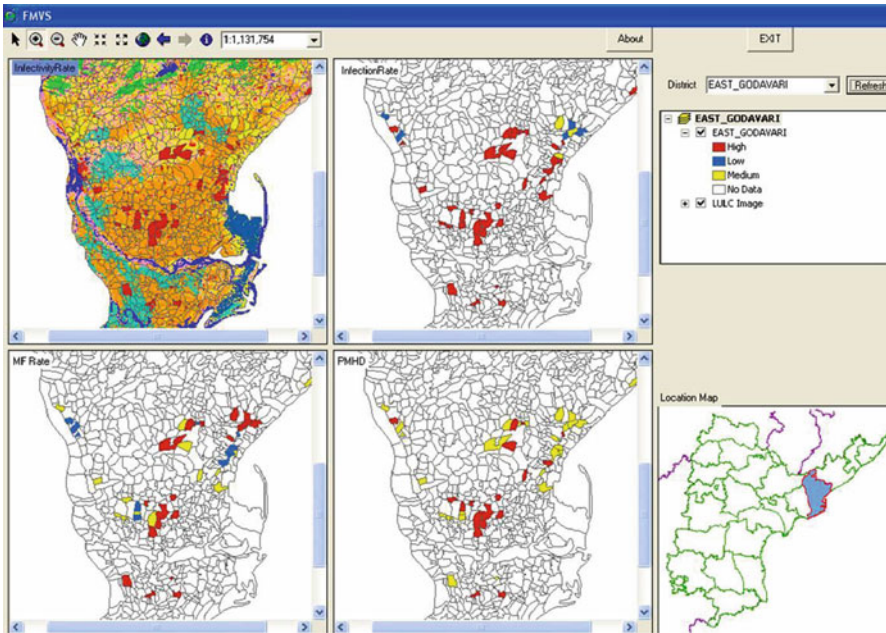 FMVS
1:1,131,754
About
EXIT
InfectivityRate
InfectionRate
District
EAST_GODAVARI
Refresh
EAST_GODAVARI
EAST_GODAVARI
High
Low
Medium
No Data
LULC Image
MF Rate
PMHD
Location Map